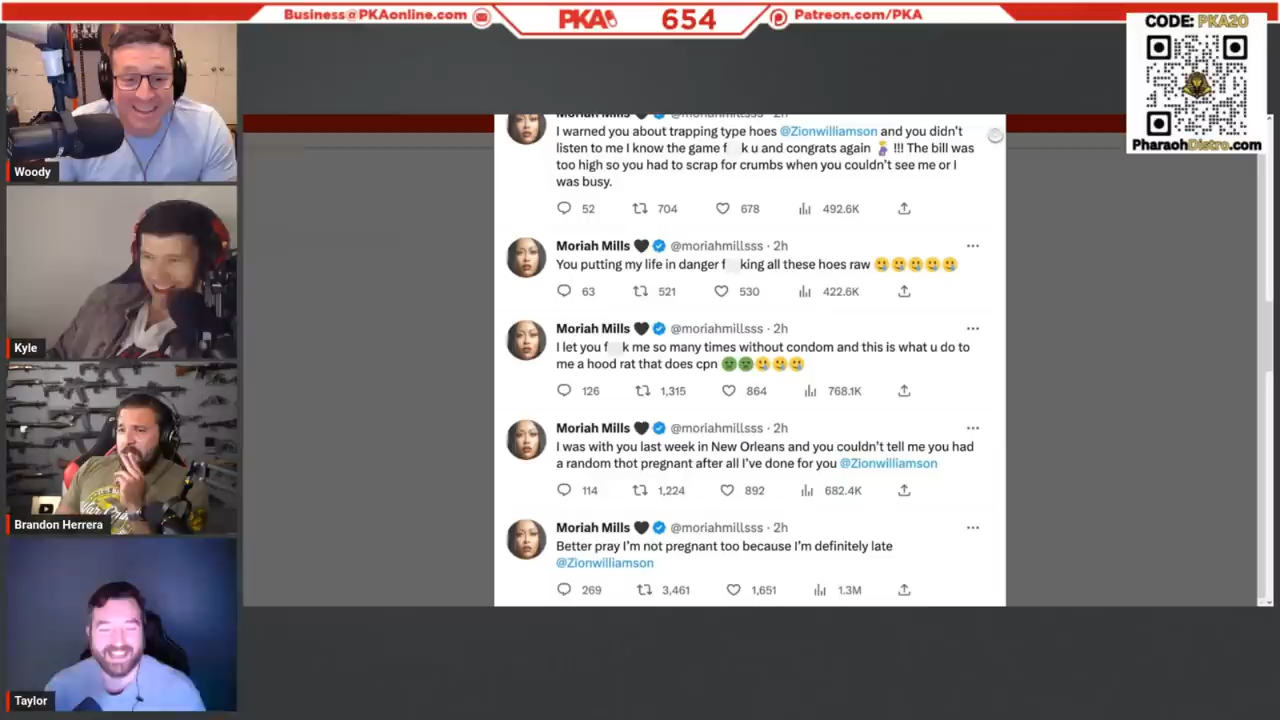 Business@PKAonline.com
PKA
654
Patreon.com/PKA
CODE: PKA20
PharaohDistro.com
Woody
Kyle
Brandon Herrera
Taylor
Moriah Mills @moriahmillsss · 2h
I warned you about trapping type hoes @Zionwilliamson and you didn't
listen to me I know the game f k u and congrats again 🤰 !!! The bill was
too high so you had to scrap for crumbs when you couldn't see me or I
was busy.
52 704 678 492.6K
Moriah Mills 🖤 @moriahmillsss · 2h
You putting my life in danger f king all these hoes raw 🥲🥲🥲🥲🥲
63 521 530 422.6K
Moriah Mills 🖤 @moriahmillsss · 2h
I let you f k me so many times without condom and this is what u do to
me a hood rat that does cpn 🤢🤢🥲🥲🥲
126 1,315 864 768.1K
Moriah Mills 🖤 @moriahmillsss · 2h
I was with you last week in New Orleans and you couldn't tell me you had
a random thot pregnant after all I've done for you @Zionwilliamson
114 1,224 892 682.4K
Moriah Mills 🖤 @moriahmillsss · 2h
Better pray I'm not pregnant too because I'm definitely late
@Zionwilliamson
269 3,461 1,651 1.3M